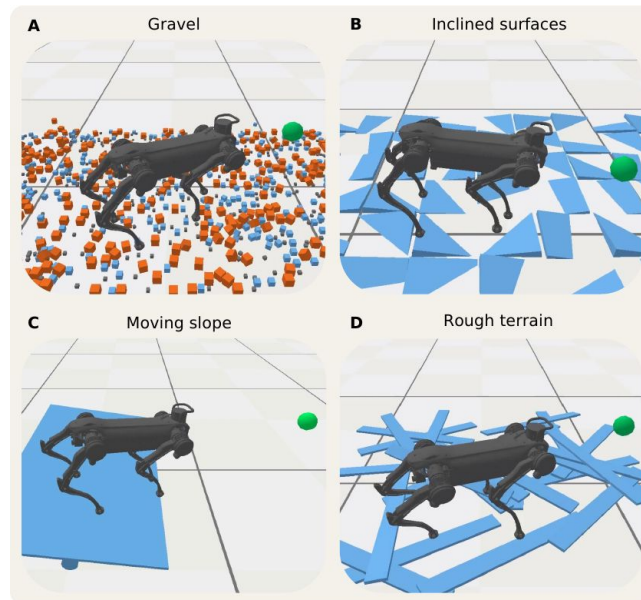 A Gravel
B Inclined surfaces
C Moving slope
D Rough terrain